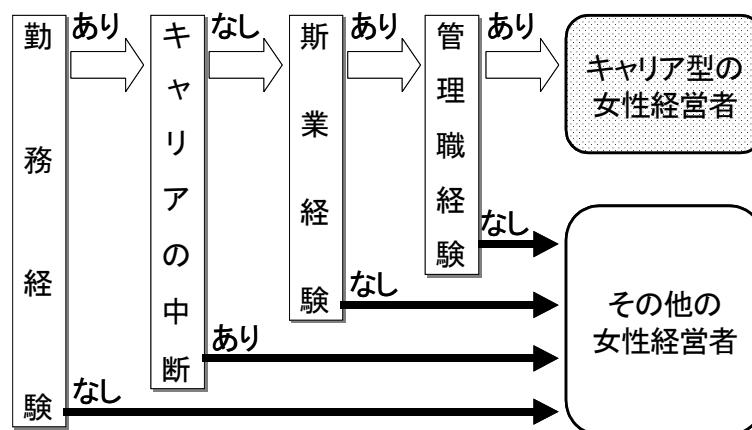 勤務経験
あり
キャリアの中断
なし
斯業経験
あり
管理職経験
あり
キャリア型の
女性経営者
なし
なし
あり
なし
その他の
女性経営者